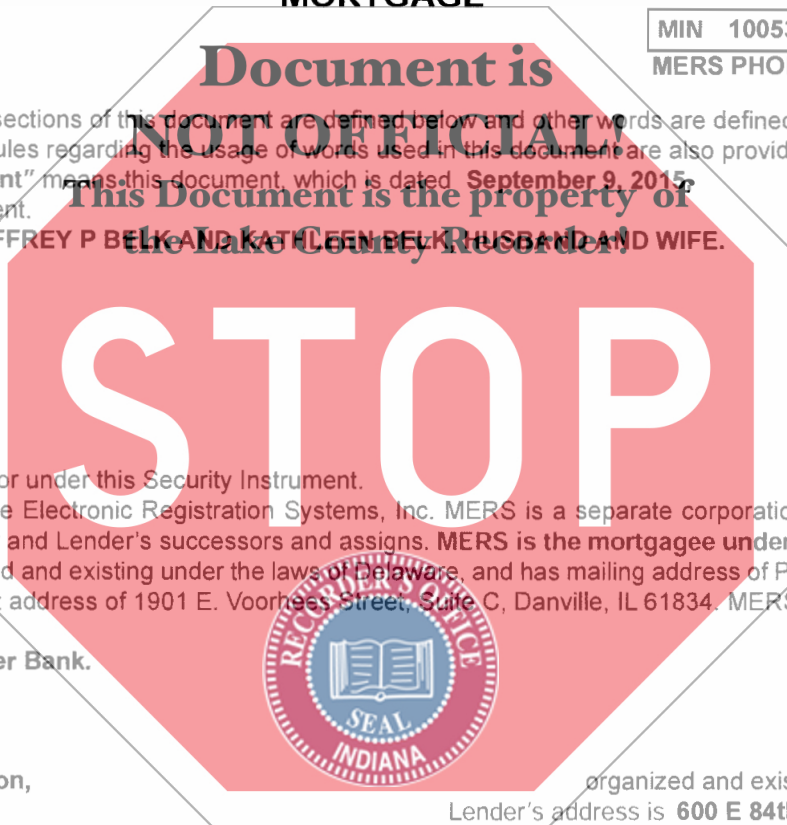 MORTGAGE
MIN 10053
MERS PHO
Document is
sections of this document are defined below and other words are defined
NOT OFFICIAL!
ules regarding the usage of words used in this document are also provid
nt" means this document, which is dated September 9, 2015,
This Document is the property of
ent.
FFREY P BELK AND KATHLEEN BELK, HUSBAND AND WIFE.
the Lake County Recorder!
STOP
or under this Security Instrument.
e Electronic Registration Systems, Inc. MERS is a separate corporatio
and Lender's successors and assigns. MERS is the mortgagee under
d and existing under the laws of Delaware, and has mailing address of P
t address of 1901 E. Voorhees Street, Suite C, Danville, IL 61834. MERS
RECORDER'S OFFICE
er Bank.
SEAL
INDIANA
on,
organized and exis
Lender's address is 600 E 84th